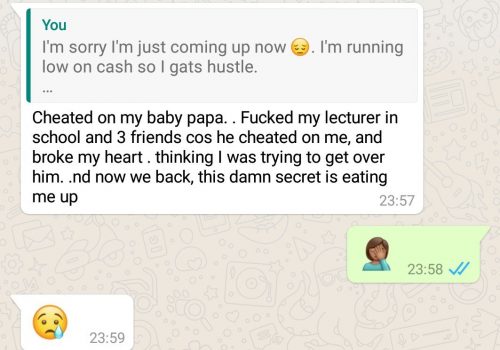 You
I'm sorry I'm just coming up now 😔. I'm running
low on cash so I gats hustle.
...
Cheated on my baby papa. . Fucked my lecturer in
school and 3 friends cos he cheated on me, and
broke my heart . thinking I was trying to get over
him. .nd now we back, this damn secret is eating
me up
23:57
🤦🏾‍♀️ 23:58
😢 23:59